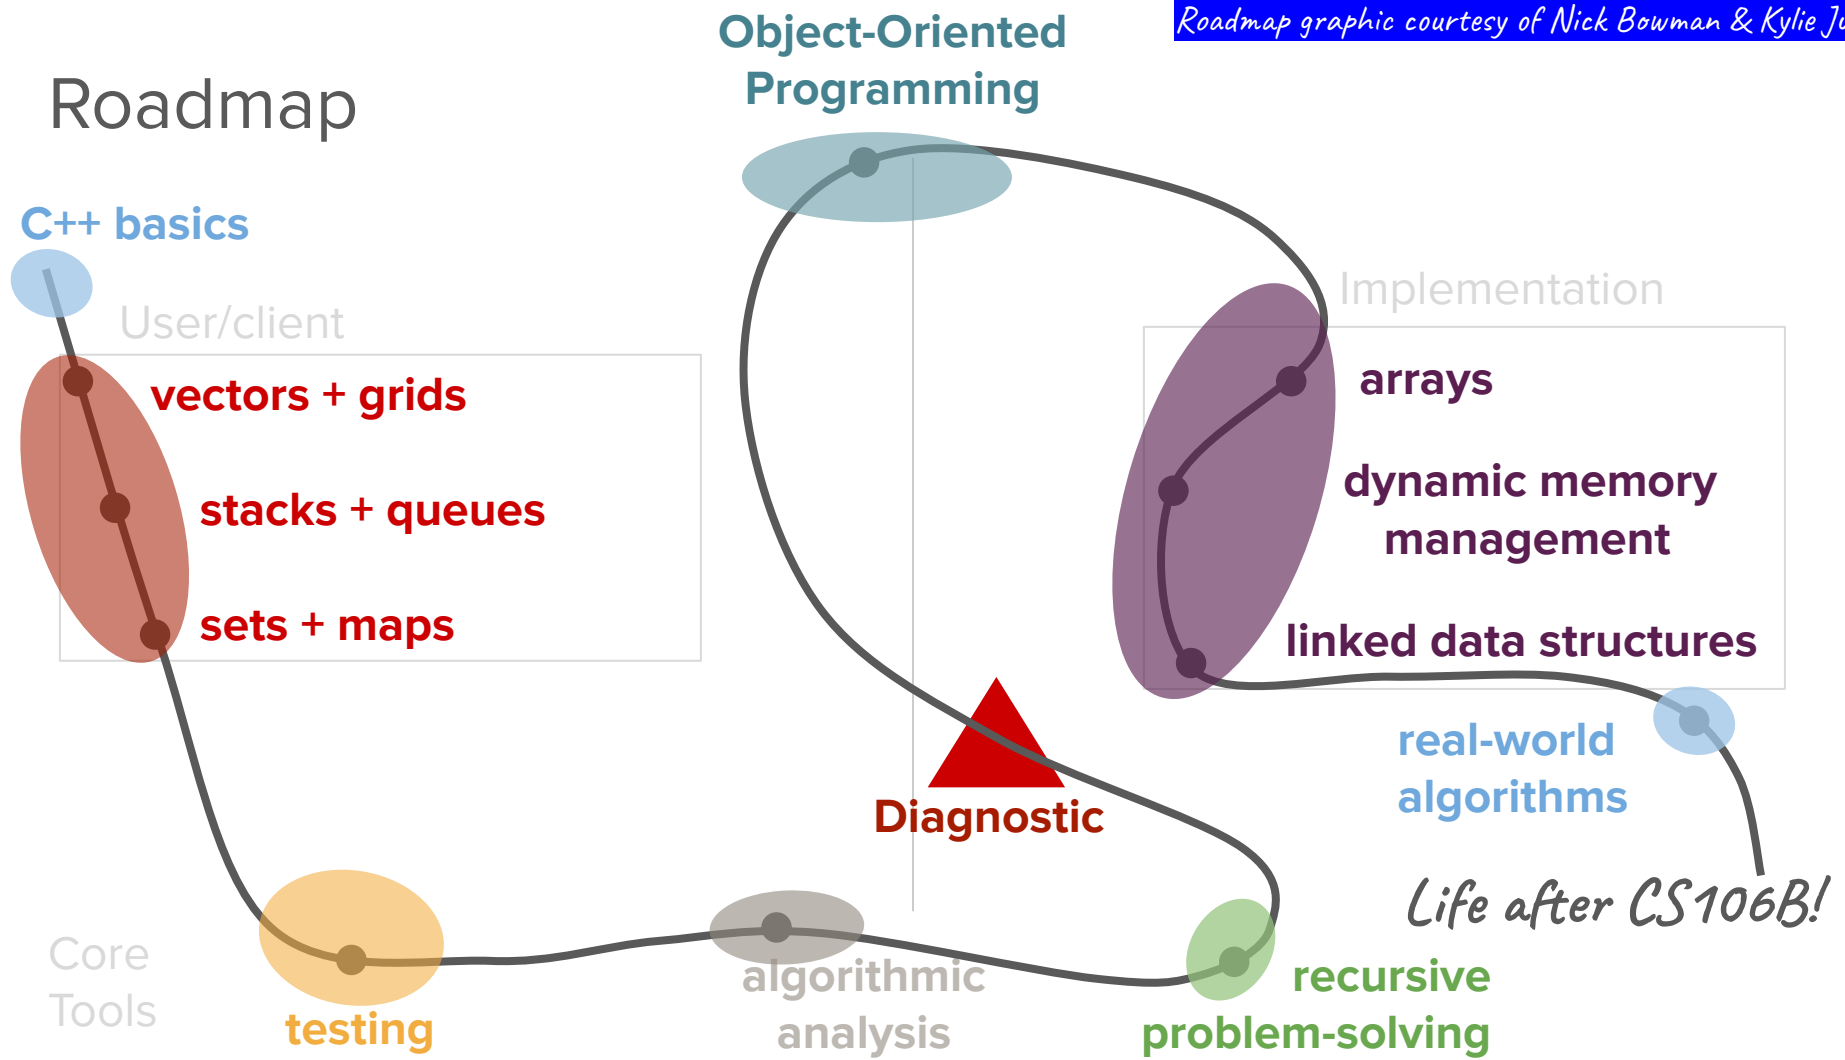 Roadmap graphic courtesy of Nick Bowman & Kylie
Roadmap
Object-Oriented
Programming
C++ basics
User/client
vectors + grids
stacks + queues
sets + maps
Implementation
arrays
dynamic memory
management
linked data structures
Diagnostic
real-world
algorithms
Life after CS106B!
Core
Tools
testing
algorithmic
analysis
recursive
problem-solving